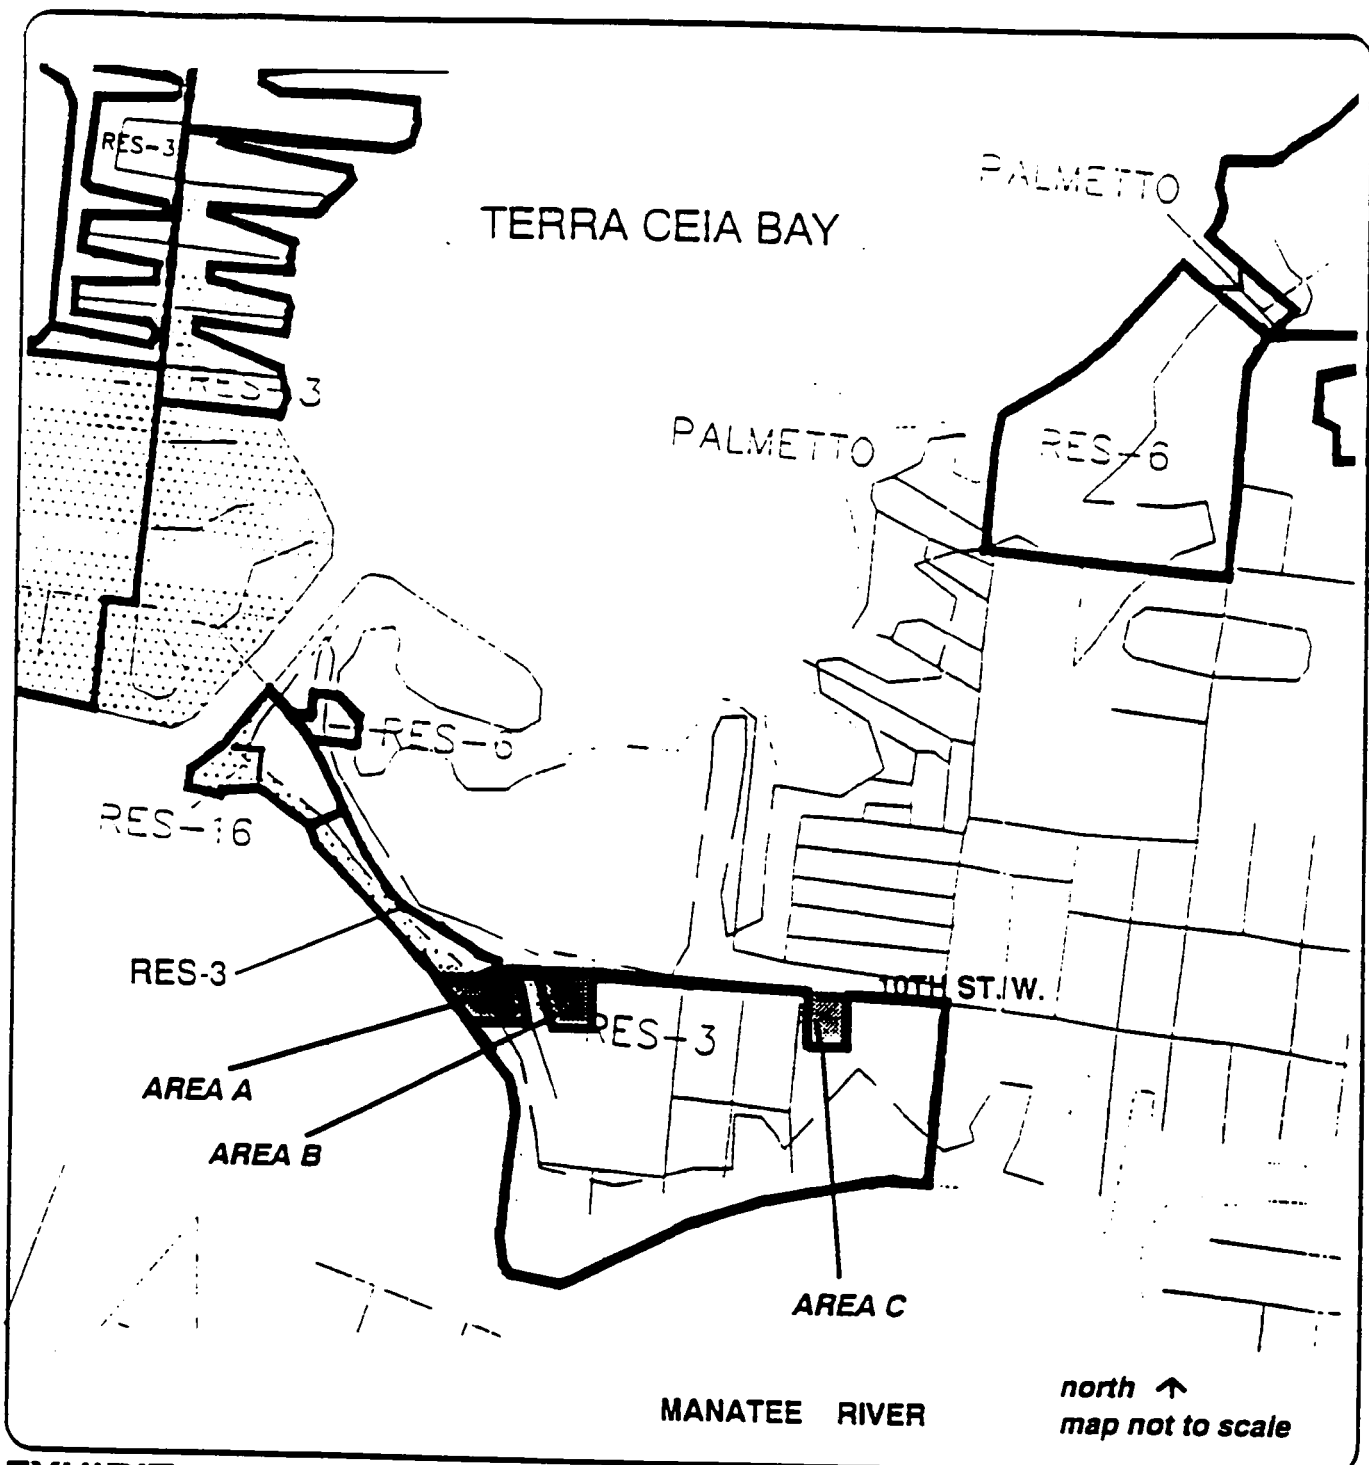 RES-3
PALMETTO
TERRA CEIA BAY
RES-3
PALMETTO
RES-6
RES-6
RES-16
RES-3
10TH ST. W.
RES-3
AREA A
AREA B
AREA C
north ↑
MANATEE RIVER
map not to scale